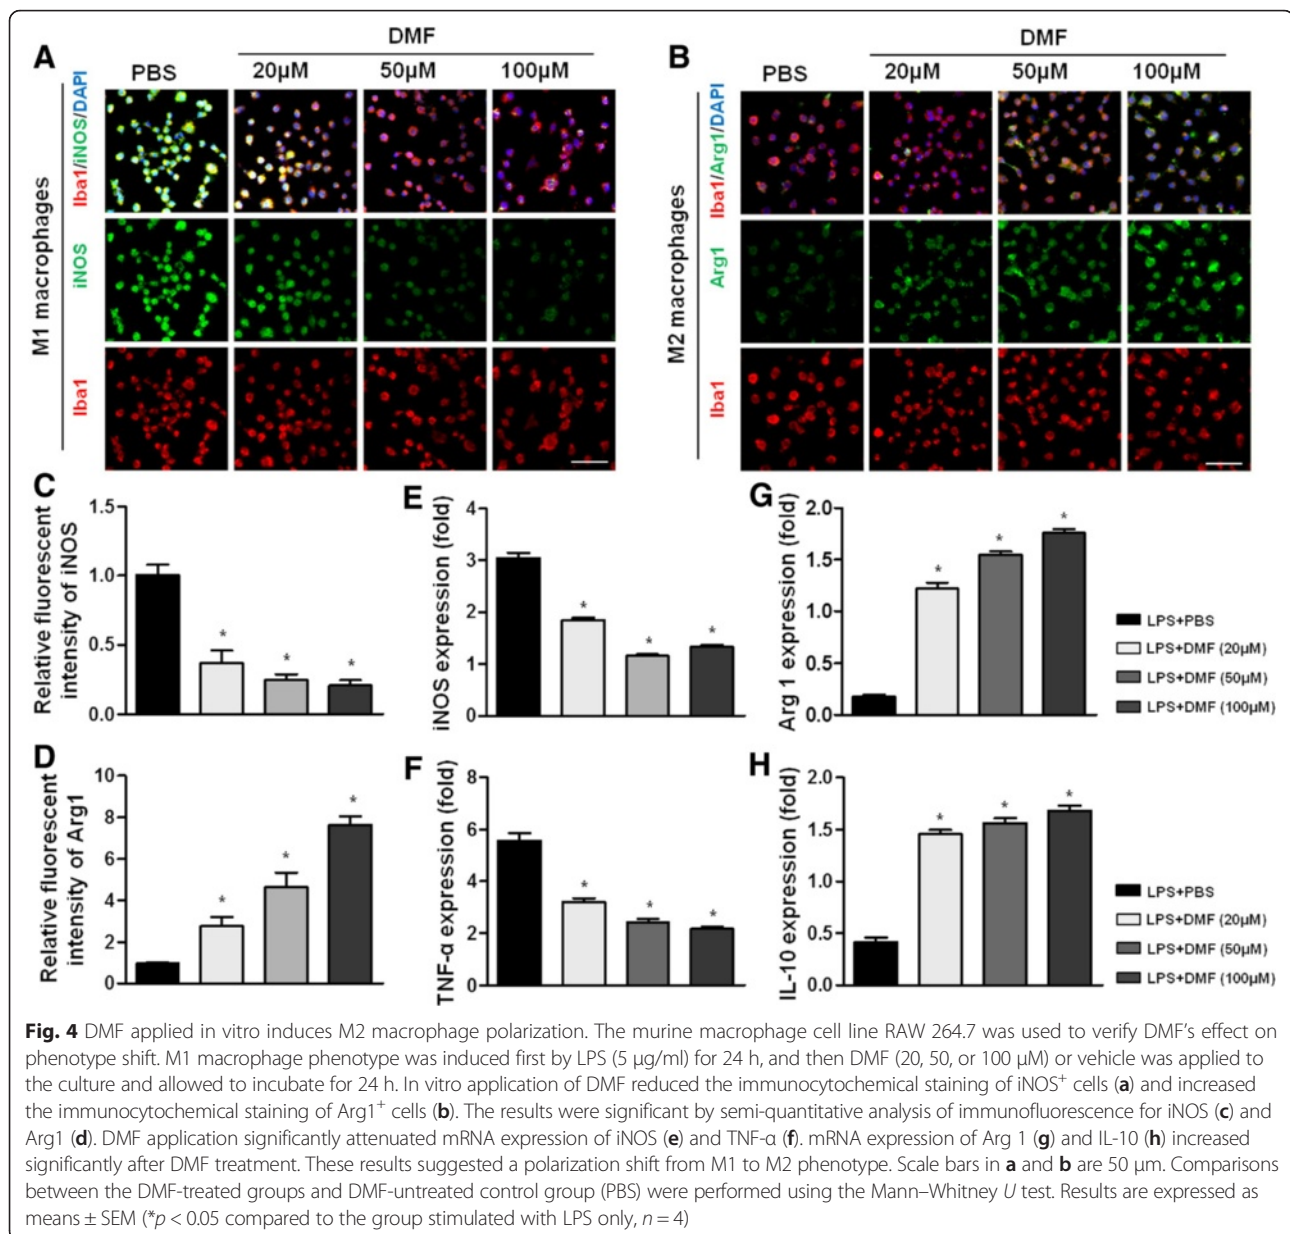 A
DMF
PBS
20µM
50µM
100µM
M1 macrophages
Iba1/iNOS/DAPI
iNOS
Iba1
B
DMF
PBS
20µM
50µM
100µM
M2 macrophages
Iba1/Arg1/DAPI
Arg1
Iba1
C
Relative fluorescent
intensity of iNOS
1.5
1.0
0.5
0.0
* * *
E
iNOS expression (fold)
4
3
2
1
0
* * *
G
Arg 1 expression (fold)
2.0
1.5
1.0
0.5
0.0
* * *
LPS+PBS
LPS+DMF (20µM)
LPS+DMF (50µM)
LPS+DMF (100µM)
D
Relative fluorescent
intensity of Arg1
10
8
6
4
2
0
* * *
F
TNF-α expression (fold)
8
6
4
2
0
* * *
H
IL-10 expression (fold)
2.0
1.5
1.0
0.5
0.0
* * *
LPS+PBS
LPS+DMF (20µM)
LPS+DMF (50µM)
LPS+DMF (100µM)
Fig. 4 DMF applied in vitro induces M2 macrophage polarization. The murine macrophage cell line RAW 264.7 was used to verify DMF's effect on
phenotype shift. M1 macrophage phenotype was induced first by LPS (5 µg/ml) for 24 h, and then DMF (20, 50, or 100 µM) or vehicle was applied to
the culture and allowed to incubate for 24 h. In vitro application of DMF reduced the immunocytochemical staining of iNOS⁺ cells (a) and increased
the immunocytochemical staining of Arg1⁺ cells (b). The results were significant by semi-quantitative analysis of immunofluorescence for iNOS (c) and
Arg1 (d). DMF application significantly attenuated mRNA expression of iNOS (e) and TNF-α (f). mRNA expression of Arg 1 (g) and IL-10 (h) increased
significantly after DMF treatment. These results suggested a polarization shift from M1 to M2 phenotype. Scale bars in a and b are 50 µm. Comparisons
between the DMF-treated groups and DMF-untreated control group (PBS) were performed using the Mann–Whitney U test. Results are expressed as
means ± SEM (*p < 0.05 compared to the group stimulated with LPS only, n = 4)